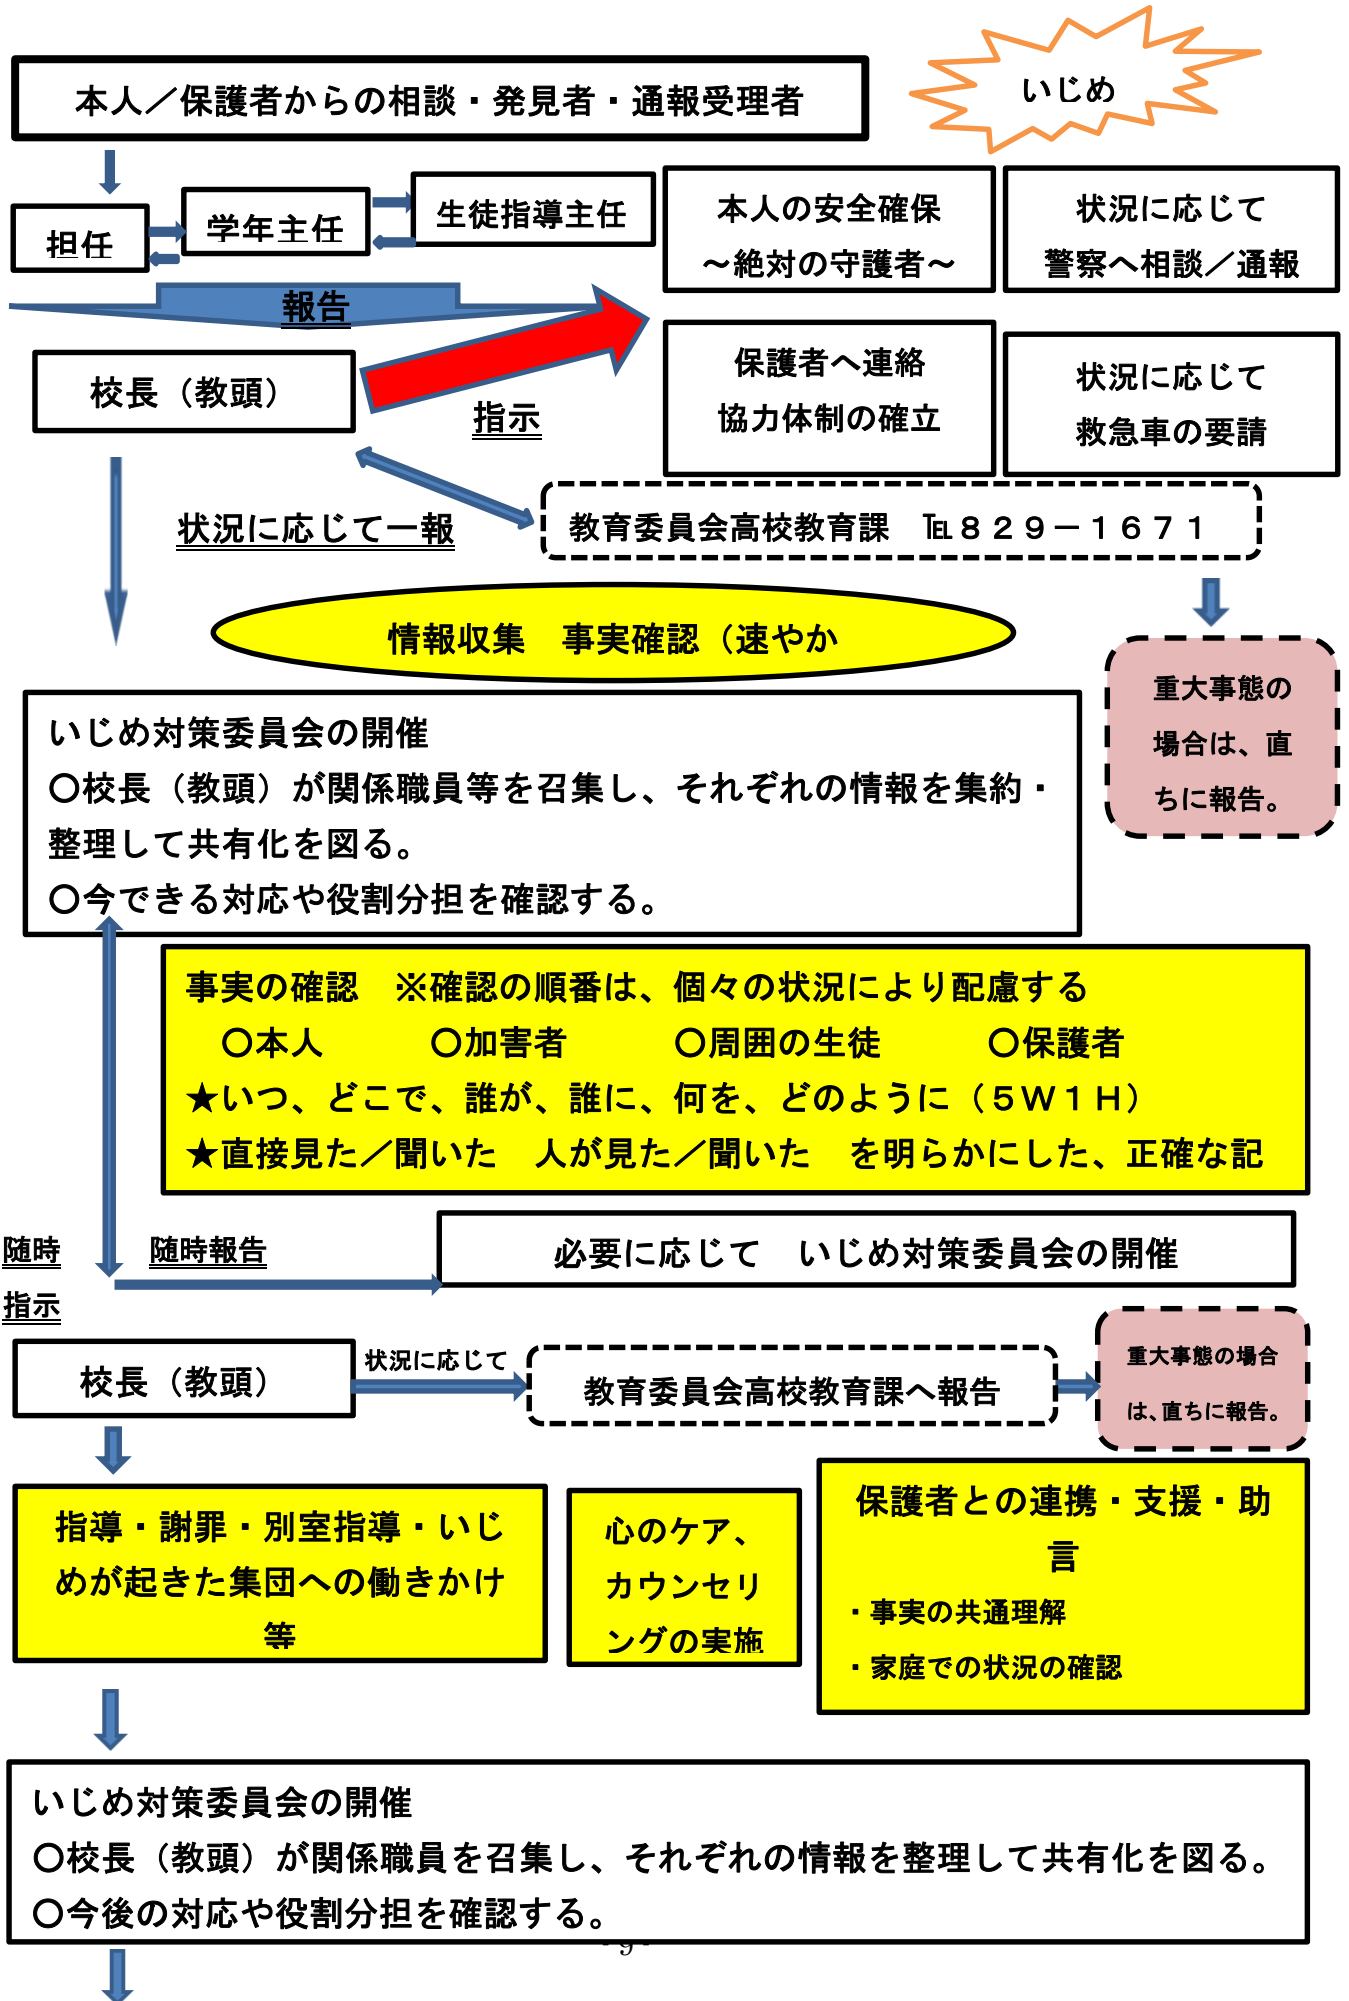 いじめ
本人／保護者からの相談・発見者・通報受理者
担任
学年主任
生徒指導主任
本人の安全確保
～絶対の守護者～
状況に応じて
警察へ相談／通報
報告
校長（教頭）
指示
保護者へ連絡
協力体制の確立
状況に応じて
救急車の要請
状況に応じて一報
教育委員会高校教育課　℡８２９－１６７１
情報収集　事実確認（速やか
重大事態の
場合は、直
ちに報告。
いじめ対策委員会の開催
○校長（教頭）が関係職員等を召集し、それぞれの情報を集約・
整理して共有化を図る。
○今できる対応や役割分担を確認する。
事実の確認　※確認の順番は、個々の状況により配慮する
○本人　　　○加害者　　　○周囲の生徒　　　○保護者
★いつ、どこで、誰が、誰に、何を、どのように（５Ｗ１Ｈ）
★直接見た／聞いた　人が見た／聞いた　を明らかにした、正確な記
随時
指示
随時報告
必要に応じて　いじめ対策委員会の開催
校長（教頭）
状況に応じて
教育委員会高校教育課へ報告
重大事態の場合
は、直ちに報告。
指導・謝罪・別室指導・いじ
めが起きた集団への働きかけ
等
心のケア、
カウンセリ
ングの実施
保護者との連携・支援・助
言
・事実の共通理解
・家庭での状況の確認
いじめ対策委員会の開催
○校長（教頭）が関係職員を召集し、それぞれの情報を整理して共有化を図る。
○今後の対応や役割分担を確認する。
- 9 -